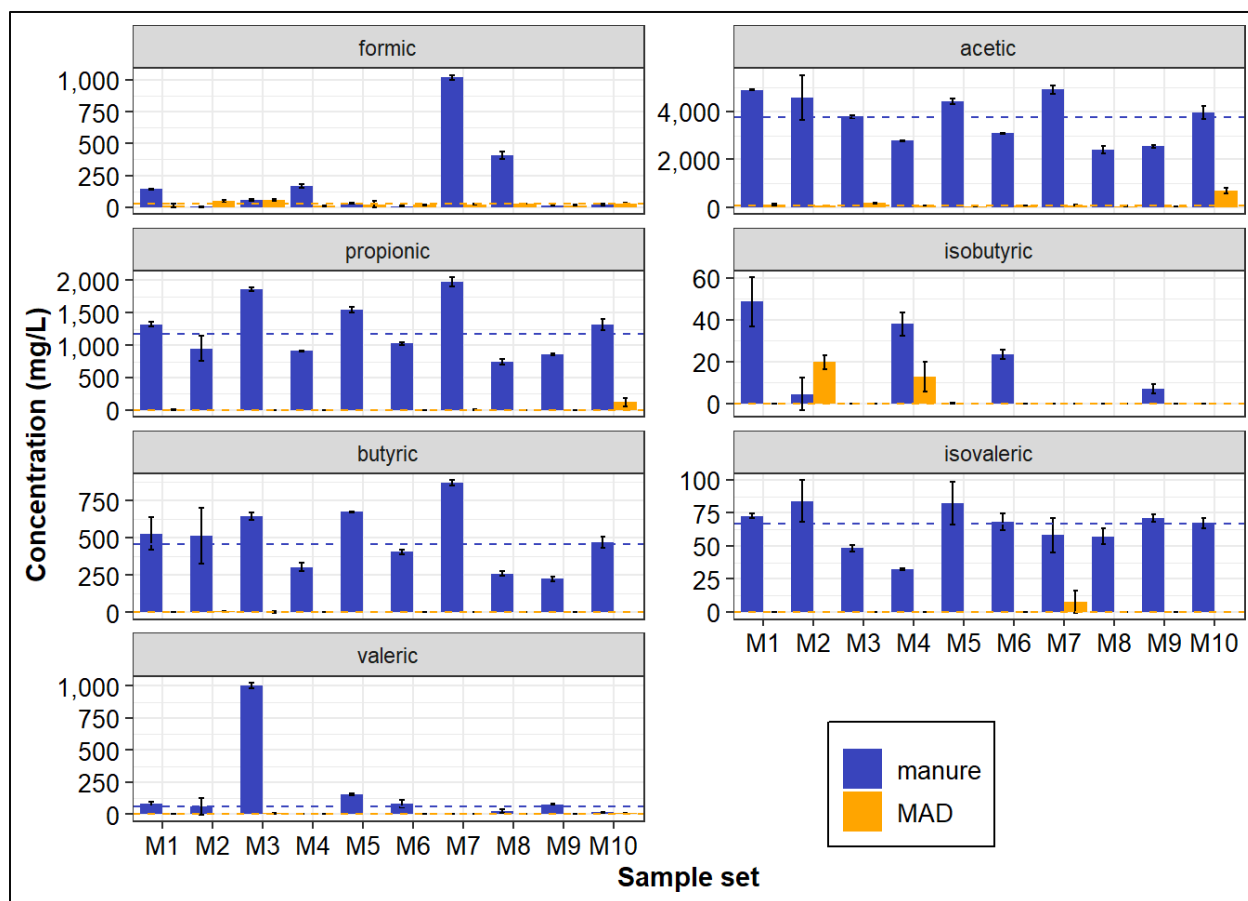 formic
1,000
750
500
250
0
acetic
4,000
2,000
0
propionic
2,000
1,500
1,000
500
0
isobutyric
60
40
20
0
butyric
750
500
250
0
isovaleric
100
75
50
25
0
M1 M2 M3 M4 M5 M6 M7 M8 M9 M10
valeric
1,000
750
500
250
0
M1 M2 M3 M4 M5 M6 M7 M8 M9 M10
Concentration (mg/L)
Sample set
manure
MAD